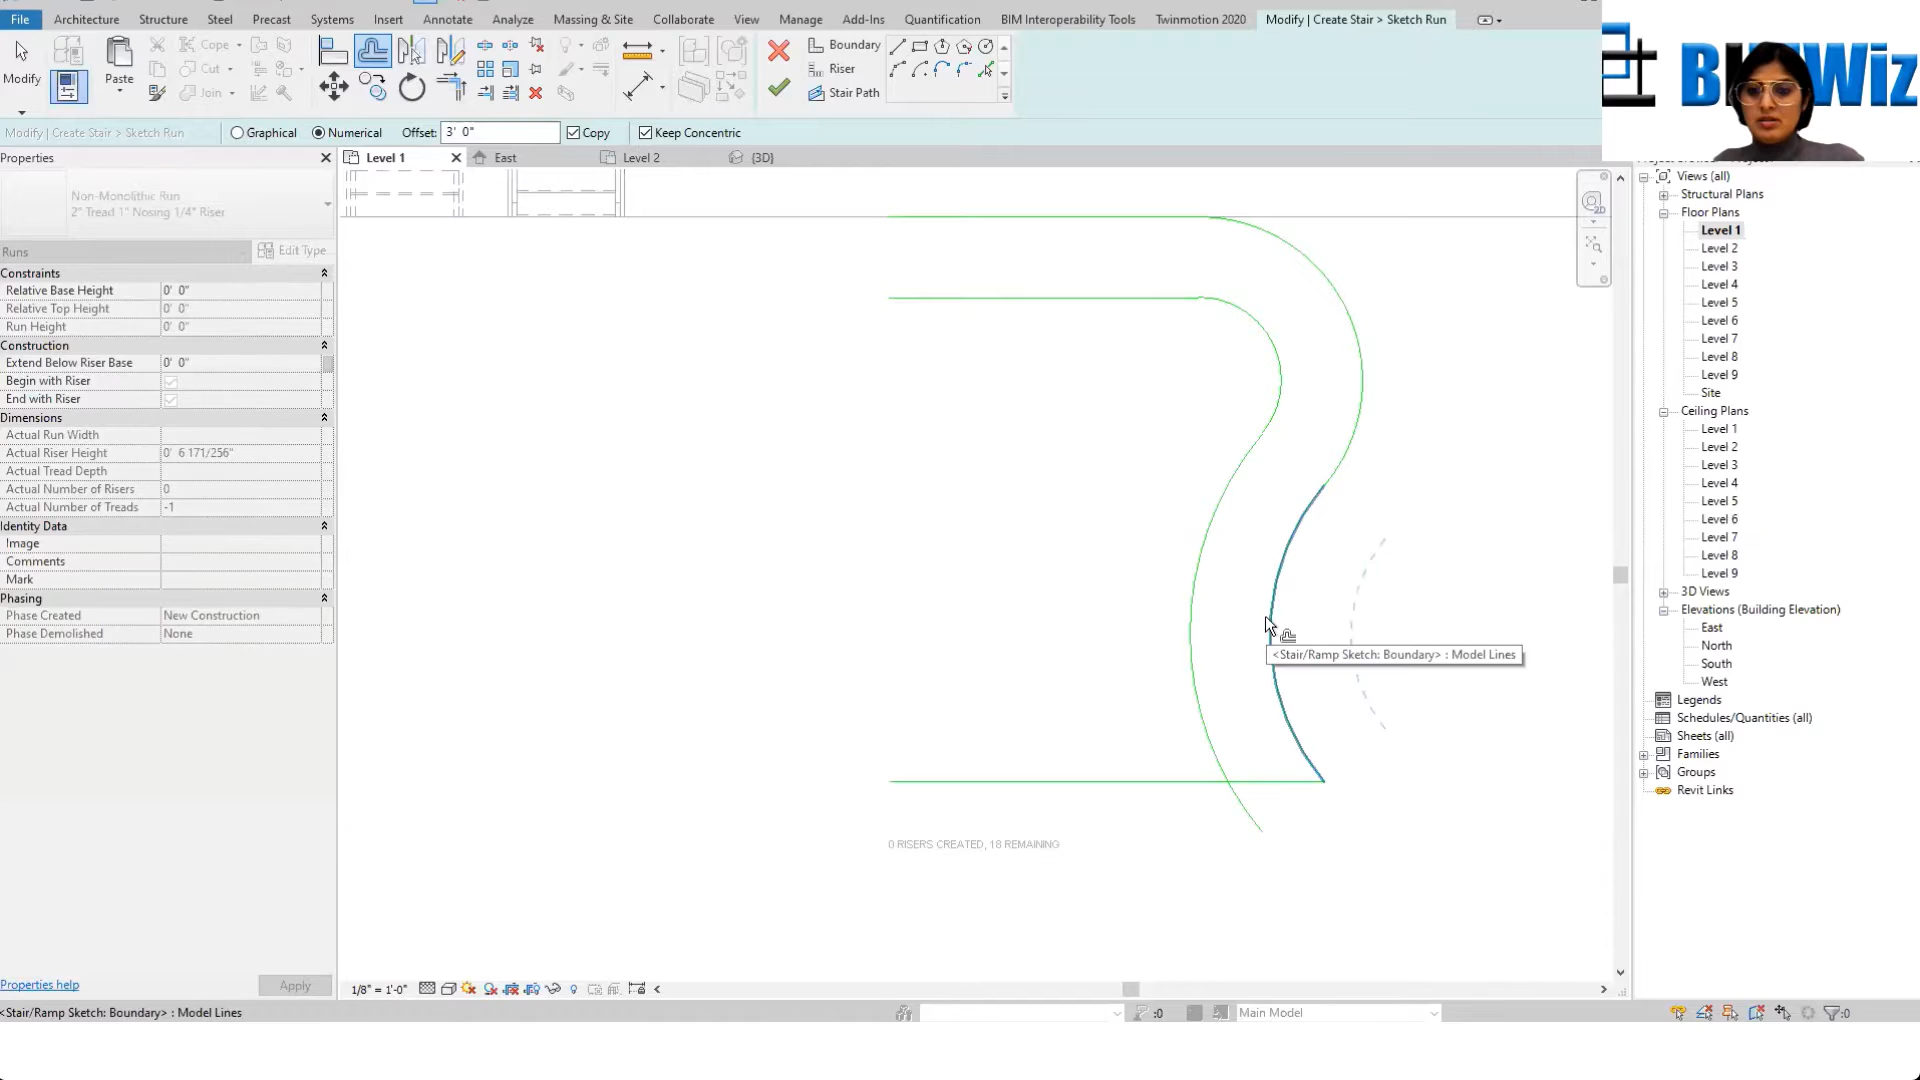 File Architecture Structure Steel Precast Systems Insert Annotate Analyze Massing & Site Collaborate View Manage Add-Ins Quantification BIM Interoperability Tools Twinmotion 2020 Modify | Create Stair > Sketch Run
Cope Boundary
Modify Paste Cut Riser
Join Stair Path
Modify | Create Stair > Sketch Run Graphical Numerical Offset: 3' 0" Copy Keep Concentric
Properties Level 1 East Level 2 {3D}
Non-Monolithic Run
2" Tread 1" Nosing 1/4" Riser
Runs Edit Type
Constraints
Relative Base Height 0' 0"
Relative Top Height 0' 0"
Run Height 0' 0"
Construction
Extend Below Riser Base 0' 0"
Begin with Riser
End with Riser
Dimensions
Actual Run Width
Actual Riser Height 0' 6 171/256"
Actual Tread Depth
Actual Number of Risers 0
Actual Number of Treads -1
Identity Data
Image
Comments
Mark
Phasing
Phase Created New Construction
Phase Demolished None
Properties help Apply
<Stair/Ramp Sketch: Boundary> : Model Lines
0 RISERS CREATED, 18 REMAINING
2D
1/8" = 1'-0"
Views (all)
Structural Plans
Floor Plans
Level 1
Level 2
Level 3
Level 4
Level 5
Level 6
Level 7
Level 8
Level 9
Site
Ceiling Plans
Level 1
Level 2
Level 3
Level 4
Level 5
Level 6
Level 7
Level 8
Level 9
3D Views
Elevations (Building Elevation)
East
North
South
West
Legends
Schedules/Quantities (all)
Sheets (all)
Families
Groups
Revit Links
<Stair/Ramp Sketch: Boundary> : Model Lines :0 Main Model :0